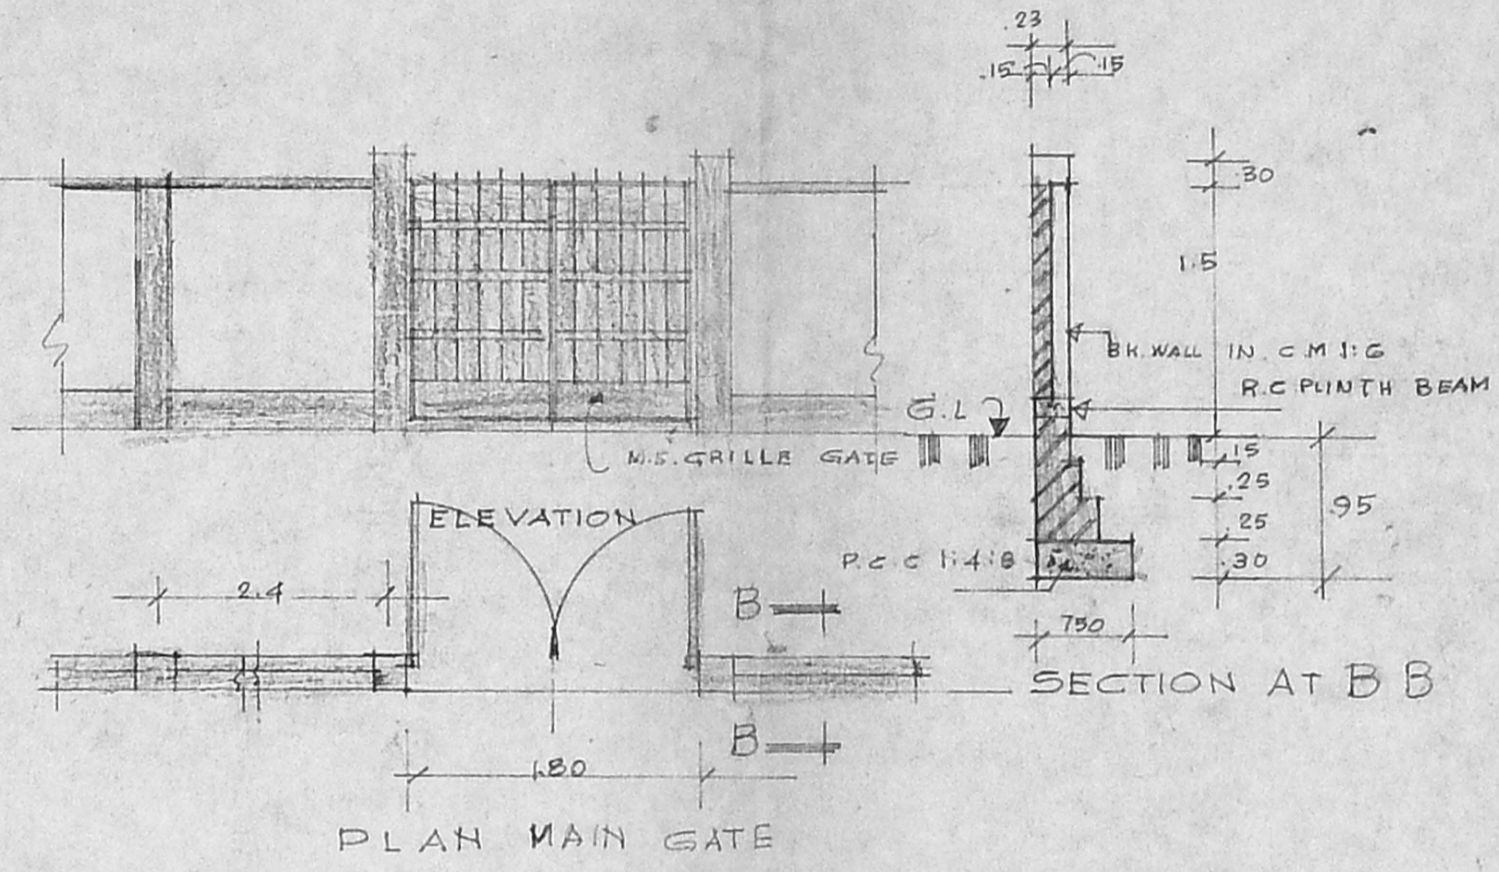 .23
.15 .15
.30
1.5
BK. WALL IN C.M 1:6
R.C PLINTH BEAM
G.L
M.S. GRILLE GATE
.15
.25
.25
.30
.95
ELEVATION
P.C.C 1:4:8
2.4
B
750
SECTION AT B B
B
1.80
PLAN MAIN GATE